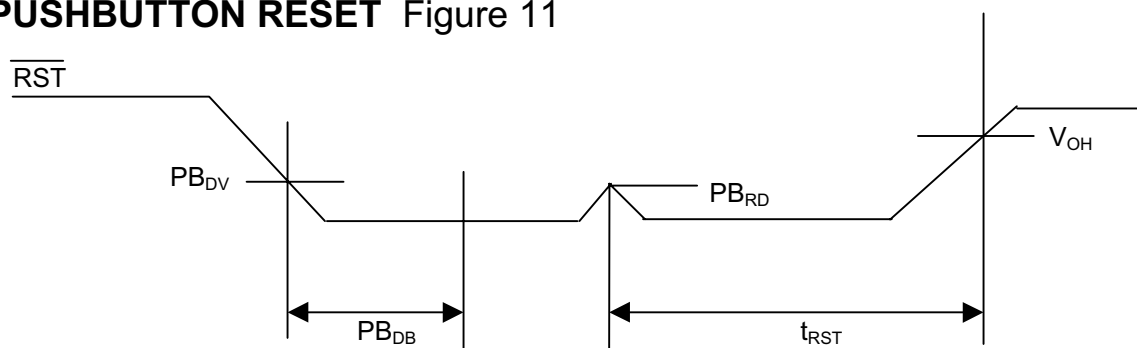 PUSHBUTTON RESET Figure 11
RST
V_OH
PB_DV
PB_RD
PB_DB
t_RST